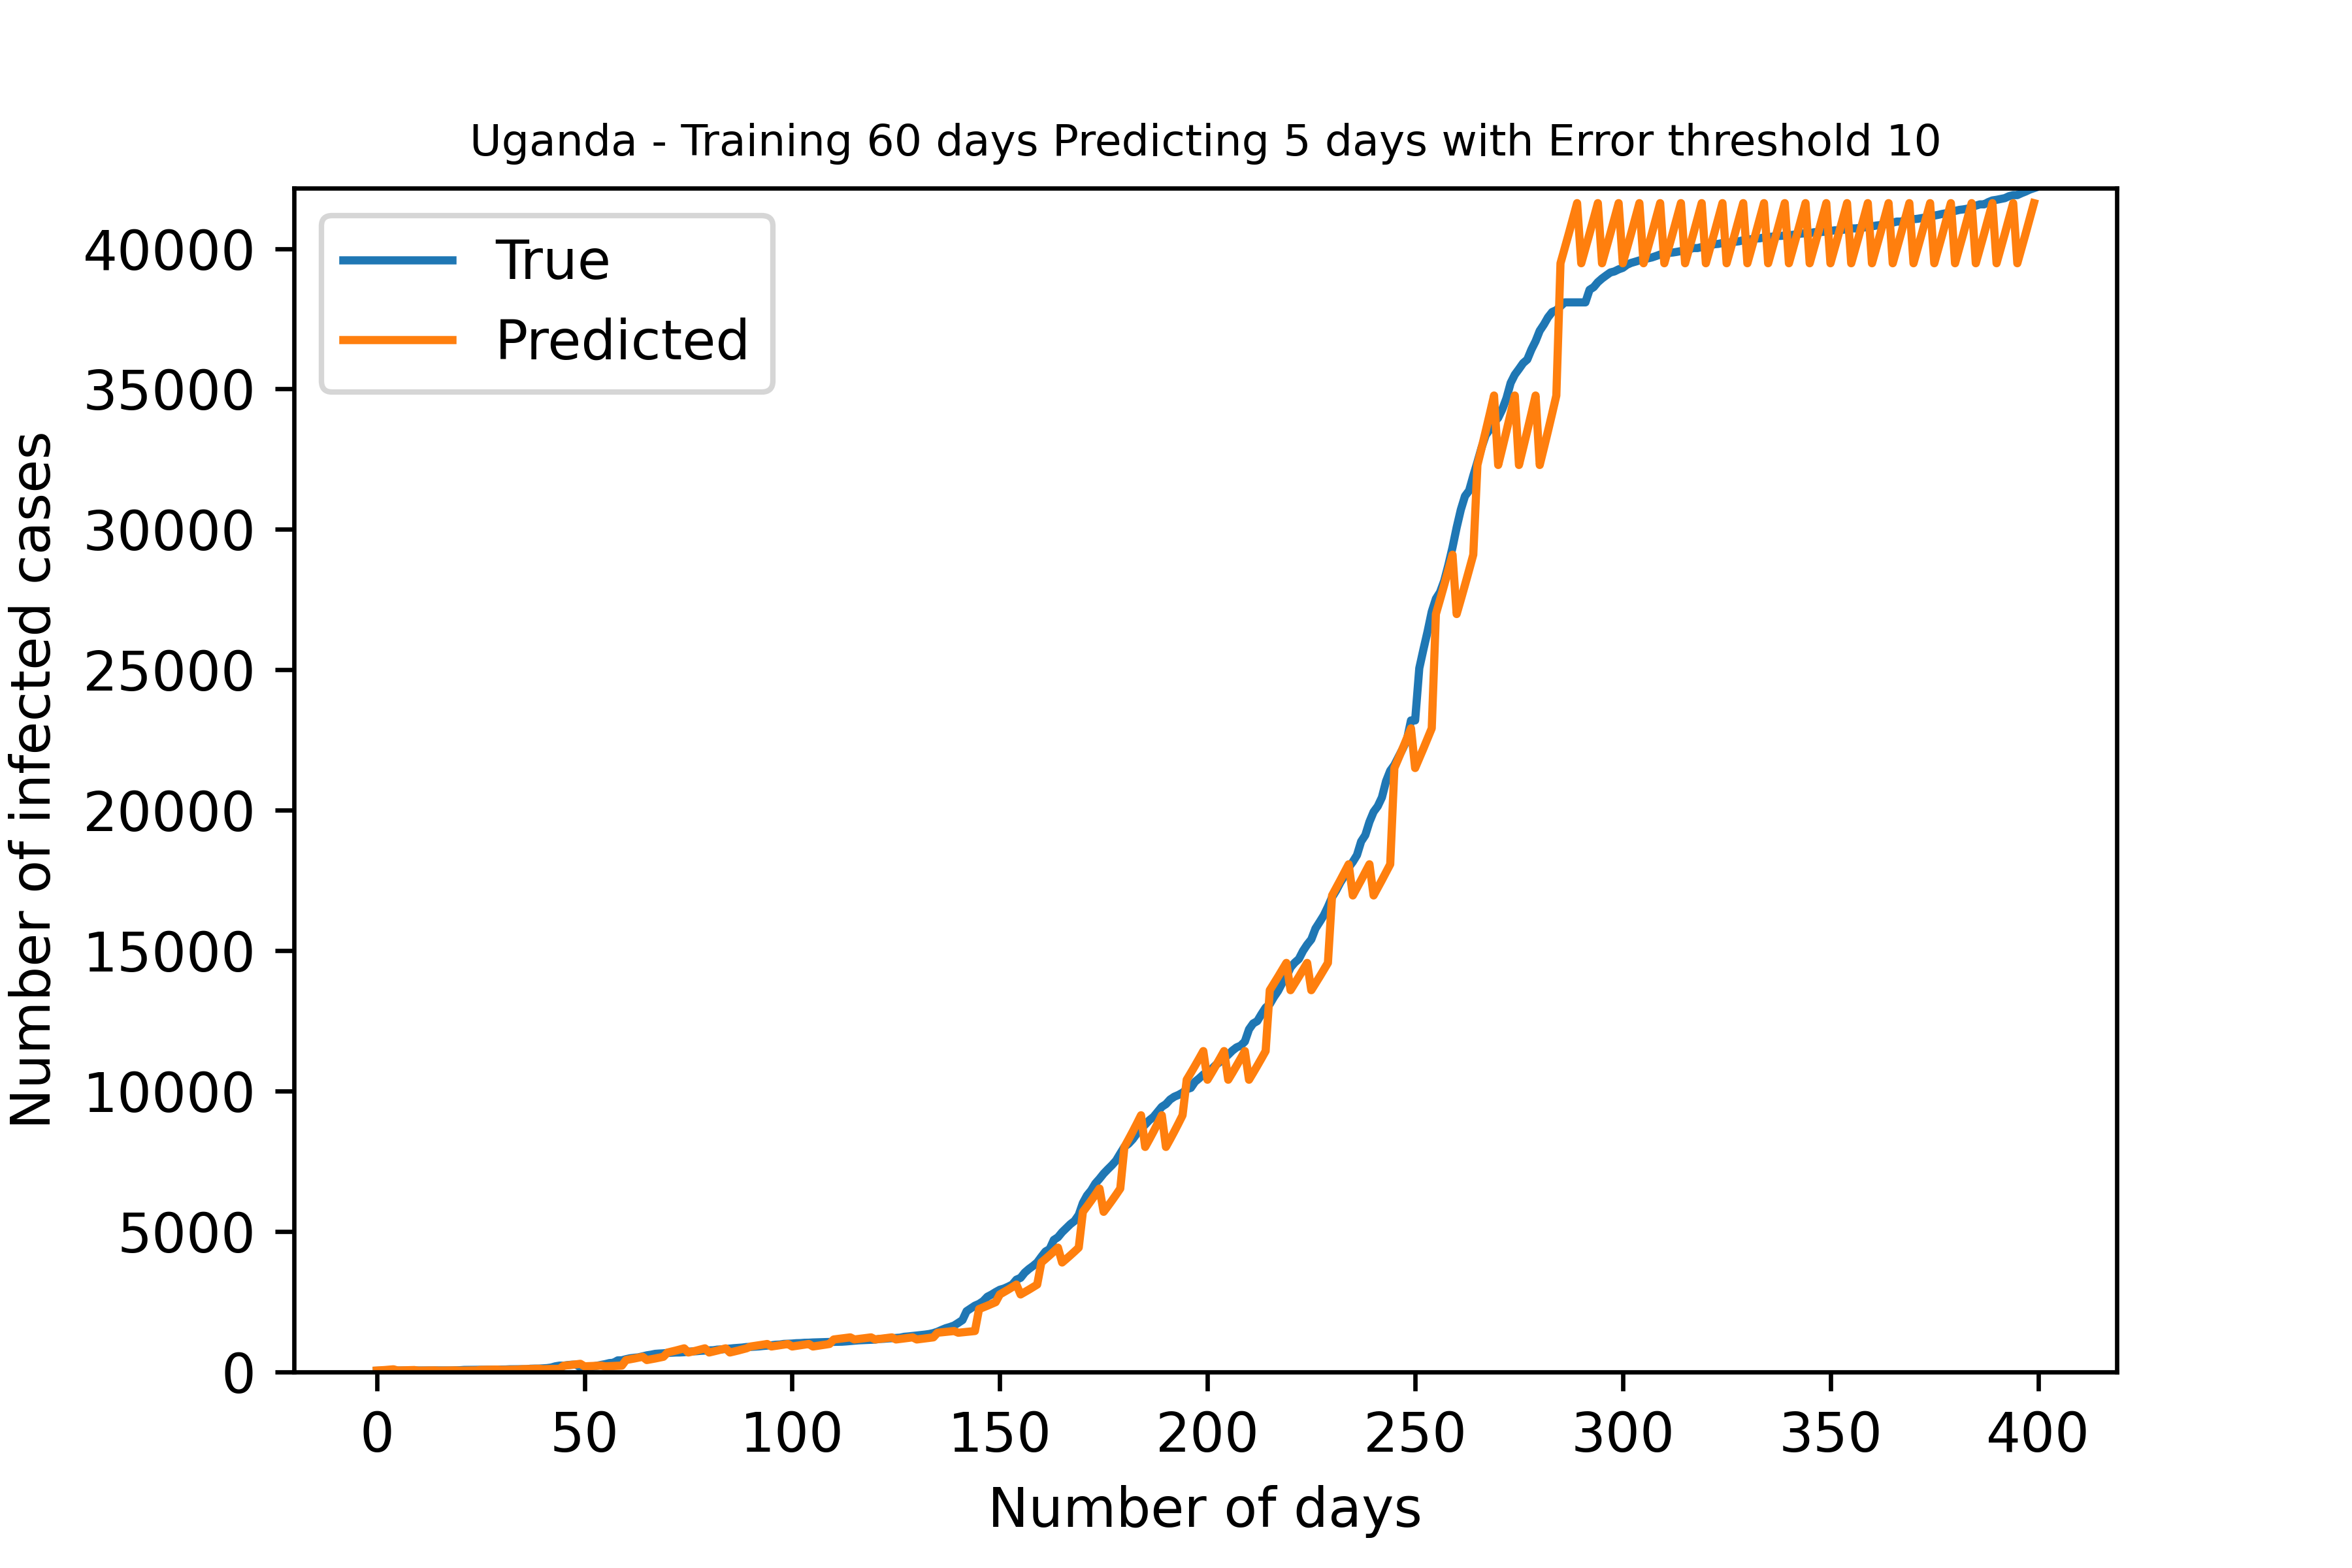 Uganda - Training 60 days Predicting 5 days with Error threshold 10
True
Predicted
Number of infected cases
40000
35000
30000
25000
20000
15000
10000
5000
0
0 50 100 150 200 250 300 350 400
Number of days